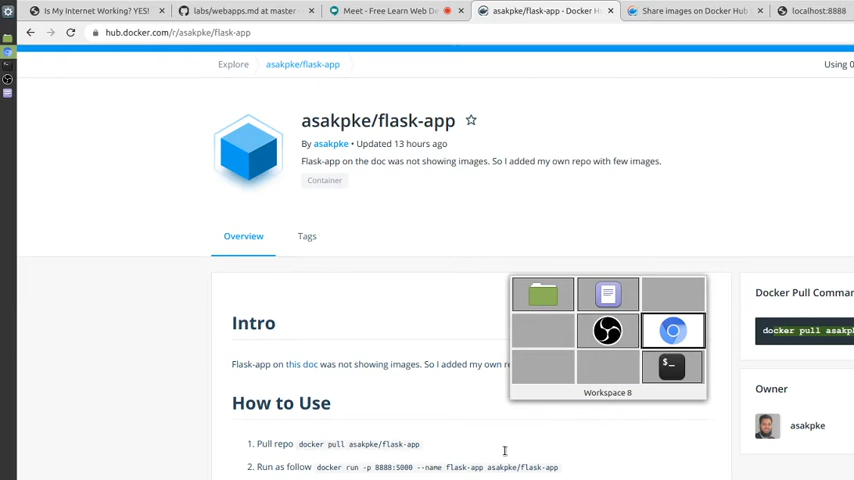 Is My Internet Working? YES!
labs/webapps.md at master
Meet - Free Learn Web De
asakpke/flask-app - Docker H
Share images on Docker Hub
localhost:8888
hub.docker.com/r/asakpke/flask-app
Explore
asakpke/flask-app
Using 0
asakpke/flask-app
By asakpke • Updated 13 hours ago
Flask-app on the doc was not showing images. So I added my own repo with few images.
Container
Overview
Tags
Docker Pull Comman
docker pull asakp
Intro
Flask-app on this doc was not showing images. So I added my own re
$_
Workspace 8
How to Use
Owner
asakpke
1. Pull repo docker pull asakpke/flask-app
2. Run as follow docker run -p 8888:5000 --name flask-app asakpke/flask-app